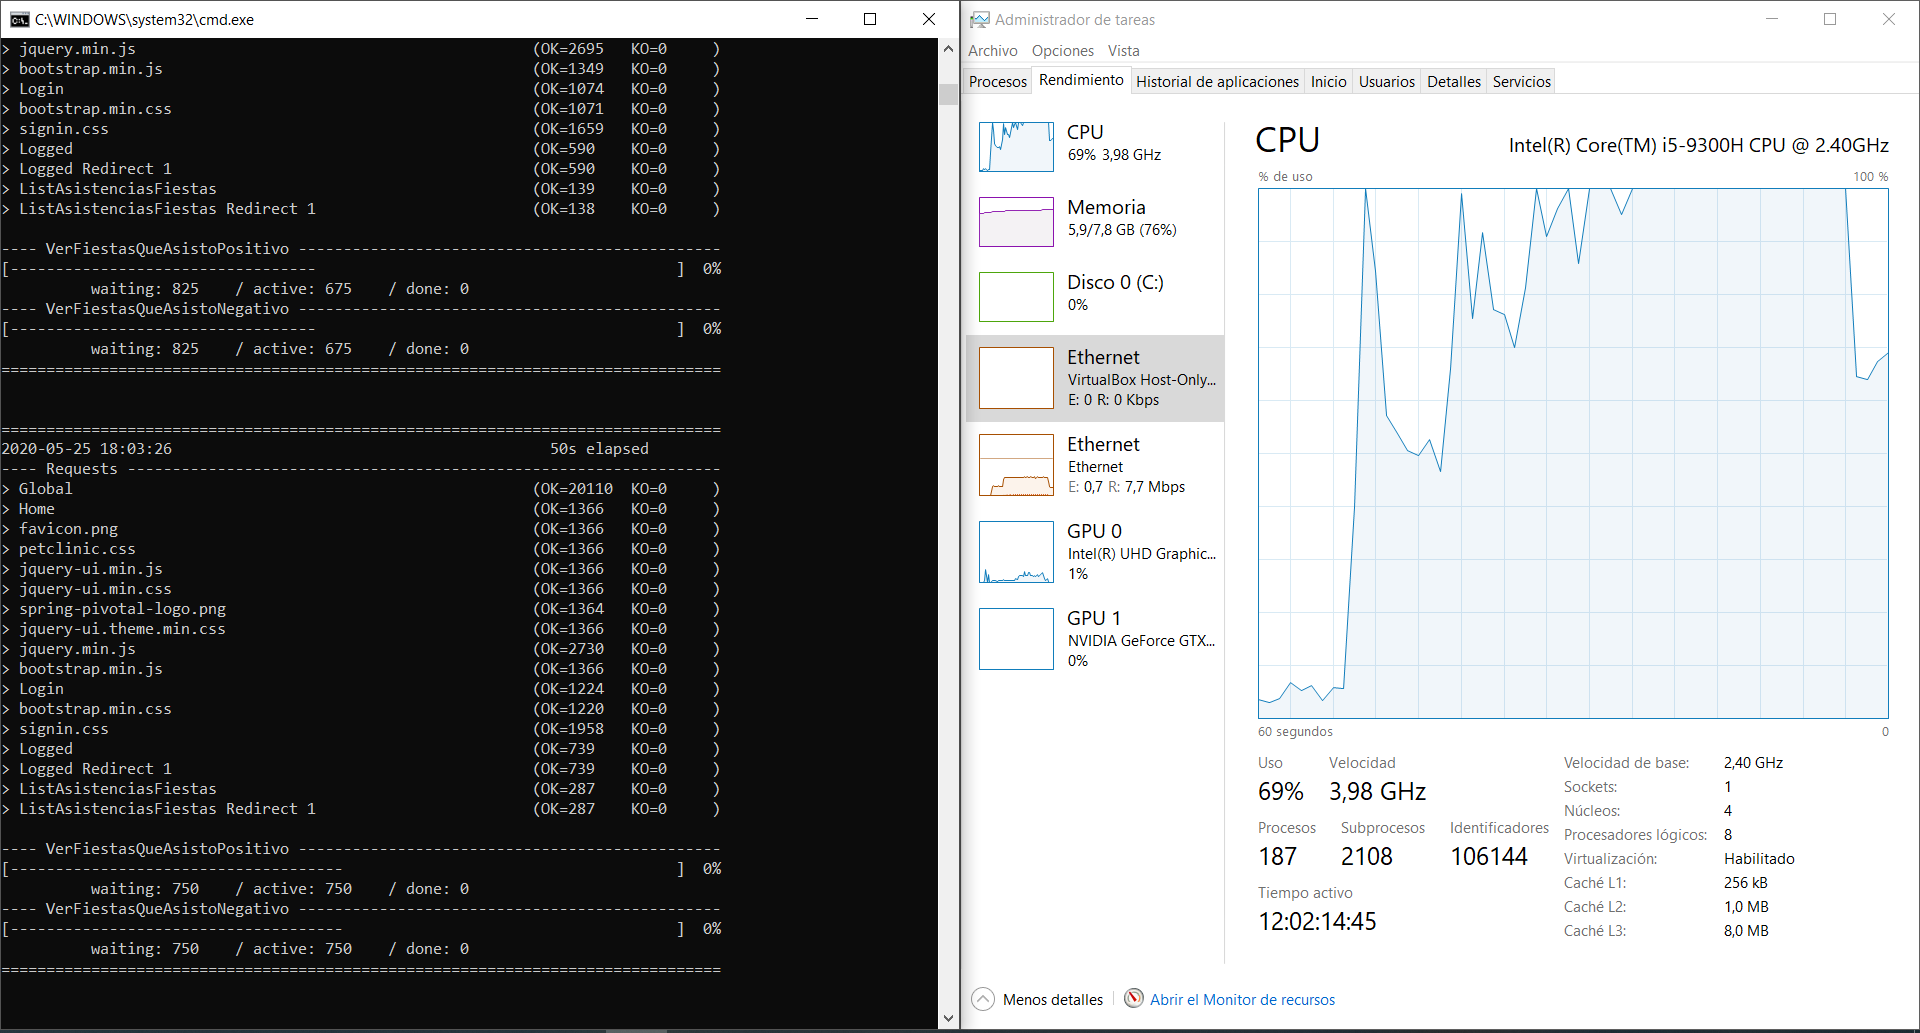 C:\WINDOWS\system32\cmd.exe
> jquery.min.js (OK=2695 KO=0 )
> bootstrap.min.js (OK=1349 KO=0 )
> Login (OK=1074 KO=0 )
> bootstrap.min.css (OK=1071 KO=0 )
> signin.css (OK=1659 KO=0 )
> Logged (OK=590 KO=0 )
> Logged Redirect 1 (OK=590 KO=0 )
> ListAsistenciasFiestas (OK=139 KO=0 )
> ListAsistenciasFiestas Redirect 1 (OK=138 KO=0 )
---- VerFiestasQueAsistoPositivo -----------------------------------------------
[---------------------------------- ] 0%
waiting: 825 / active: 675 / done: 0
---- VerFiestasQueAsistoNegativo -----------------------------------------------
[---------------------------------- ] 0%
waiting: 825 / active: 675 / done: 0
================================================================================
================================================================================
2020-05-25 18:03:26 50s elapsed
---- Requests ------------------------------------------------------------------
> Global (OK=20110 KO=0 )
> Home (OK=1366 KO=0 )
> favicon.png (OK=1366 KO=0 )
> petclinic.css (OK=1366 KO=0 )
> jquery-ui.min.js (OK=1366 KO=0 )
> jquery-ui.min.css (OK=1366 KO=0 )
> spring-pivotal-logo.png (OK=1364 KO=0 )
> jquery-ui.theme.min.css (OK=1366 KO=0 )
> jquery.min.js (OK=2730 KO=0 )
> bootstrap.min.js (OK=1366 KO=0 )
> Login (OK=1224 KO=0 )
> bootstrap.min.css (OK=1220 KO=0 )
> signin.css (OK=1958 KO=0 )
> Logged (OK=739 KO=0 )
> Logged Redirect 1 (OK=739 KO=0 )
> ListAsistenciasFiestas (OK=287 KO=0 )
> ListAsistenciasFiestas Redirect 1 (OK=287 KO=0 )
---- VerFiestasQueAsistoPositivo -----------------------------------------------
[------------------------------------- ] 0%
waiting: 750 / active: 750 / done: 0
---- VerFiestasQueAsistoNegativo -----------------------------------------------
[------------------------------------- ] 0%
waiting: 750 / active: 750 / done: 0
================================================================================
Administrador de tareas
Archivo Opciones Vista
Procesos Rendimiento Historial de aplicaciones Inicio Usuarios Detalles Servicios
CPU
69% 3,98 GHz
Memoria
5,9/7,8 GB (76%)
Disco 0 (C:)
0%
Ethernet
VirtualBox Host-Only...
E: 0 R: 0 Kbps
Ethernet
Ethernet
E: 0,7 R: 7,7 Mbps
GPU 0
Intel(R) UHD Graphic...
1%
GPU 1
NVIDIA GeForce GTX...
0%
CPU Intel(R) Core(TM) i5-9300H CPU @ 2.40GHz
% de uso 100 %
60 segundos 0
Uso Velocidad
69% 3,98 GHz
Procesos Subprocesos Identificadores
187 2108 106144
Tiempo activo
12:02:14:45
Velocidad de base: 2,40 GHz
Sockets: 1
Núcleos: 4
Procesadores lógicos: 8
Virtualización: Habilitado
Caché L1: 256 kB
Caché L2: 1,0 MB
Caché L3: 8,0 MB
Menos detalles Abrir el Monitor de recursos